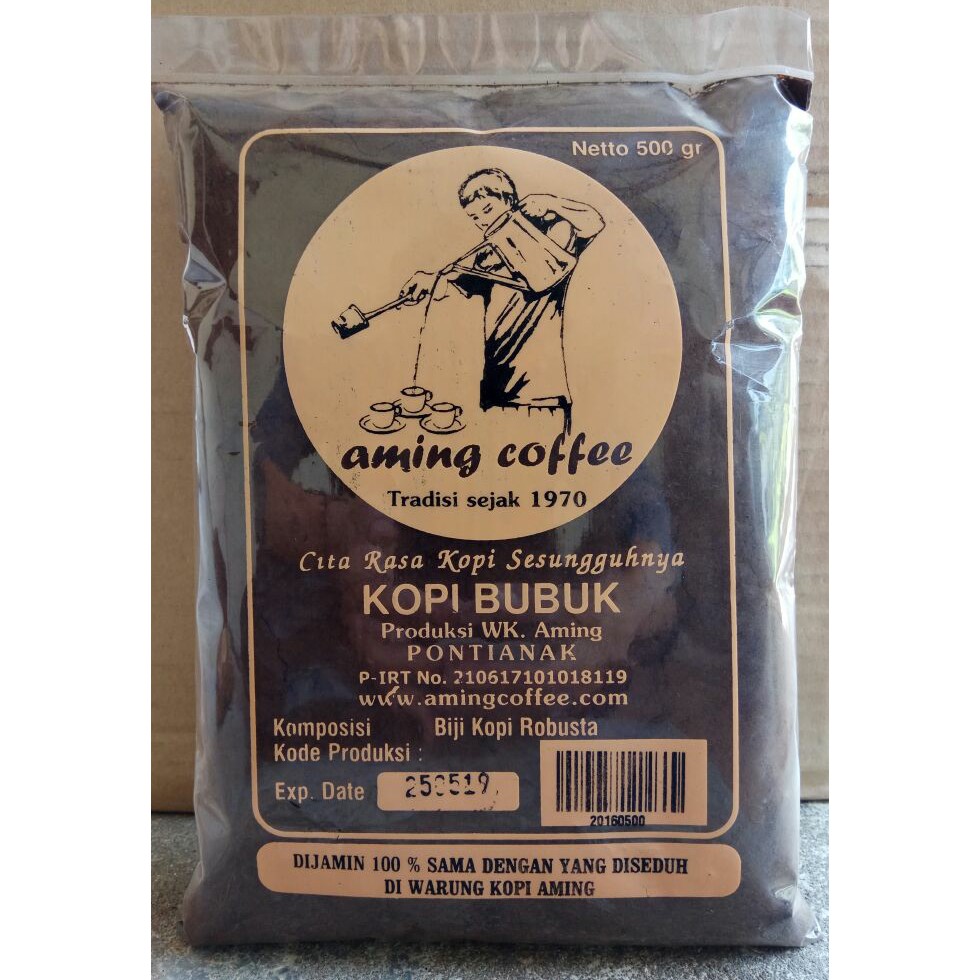 Netto 500 gr
aming coffee
Tradisi sejak 1970
Cita Rasa Kopi Sesungguhnya
KOPI BUBUK
Produksi WK. Aming
PONTIANAK
P-IRT No. 210617101018119
www.amingcoffee.com
Komposisi Biji Kopi Robusta
Kode Produksi :
Exp. Date
20160500
DIJAMIN 100 % SAMA DENGAN YANG DISEDUH
DI WARUNG KOPI AMING